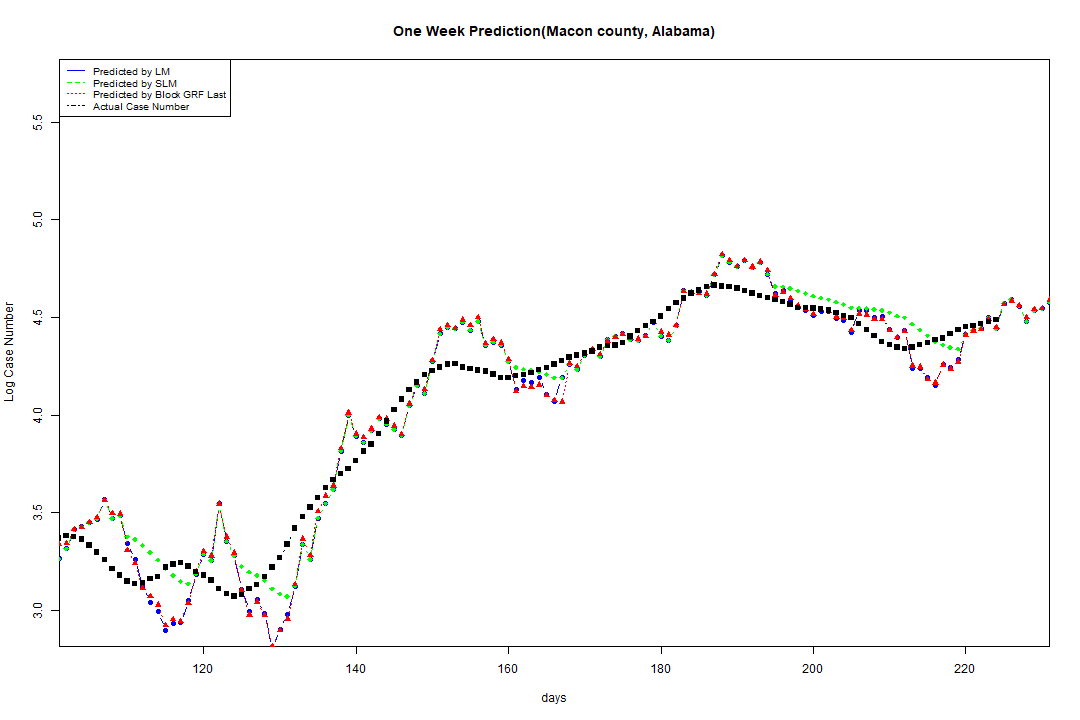 One Week Prediction(Macon county, Alabama)
Predicted by LM
Predicted by SLM
Predicted by Block GRF Last
Actual Case Number
5.5
5.0
4.5
4.0
3.5
3.0
Log Case Number
120 140 160 180 200 220
days